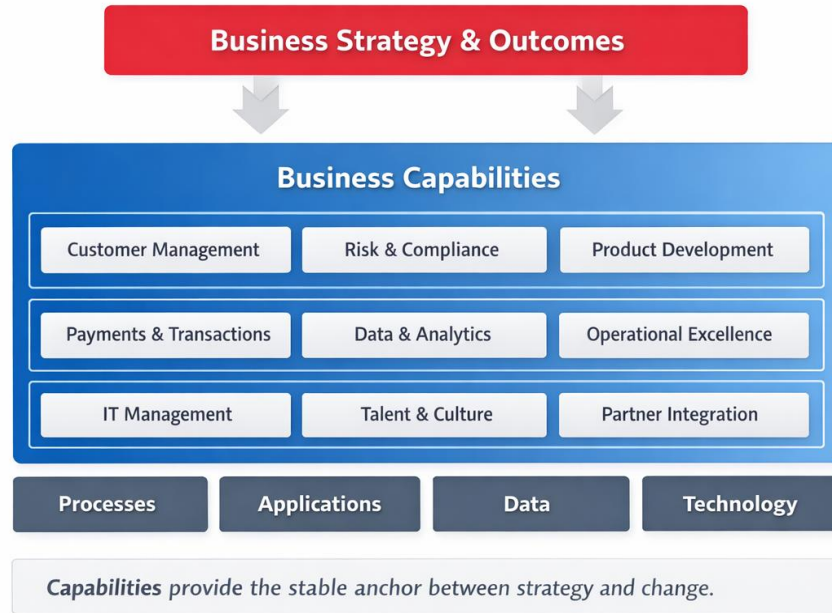 Business Strategy & Outcomes
Business Capabilities
Customer Management
Risk & Compliance
Product Development
Payments & Transactions
Data & Analytics
Operational Excellence
IT Management
Talent & Culture
Partner Integration
Processes
Applications
Data
Technology
Capabilities provide the stable anchor between strategy and change.